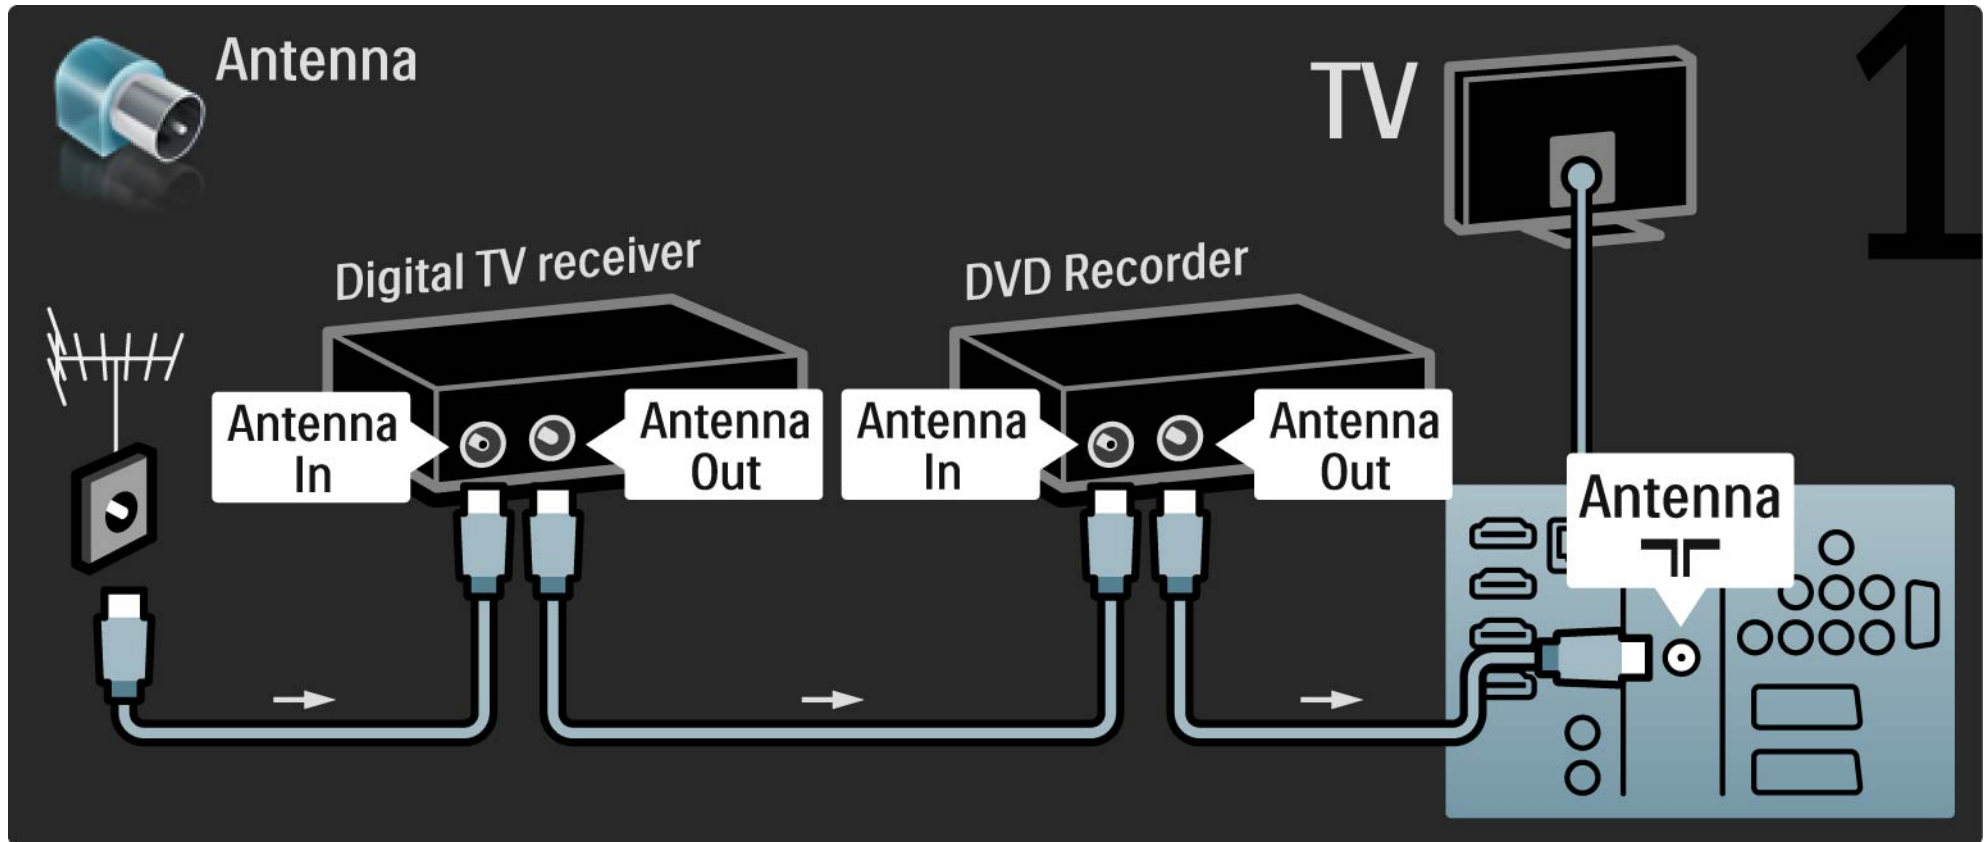 Antenna
TV
1
Digital TV receiver
DVD Recorder
Antenna
In
Antenna
Out
Antenna
In
Antenna
Out
Antenna